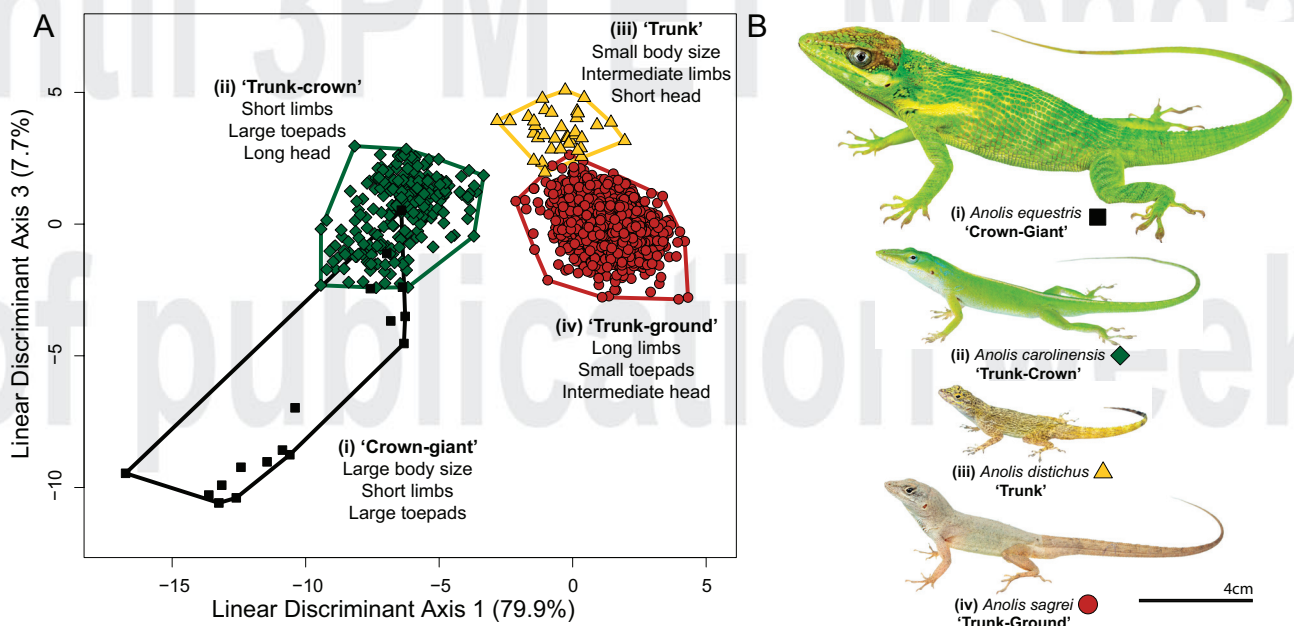 A
B
(iii) 'Trunk'
Small body size
Intermediate limbs
Short head
(ii) 'Trunk-crown'
Short limbs
Large toepads
Long head
(iv) 'Trunk-ground'
Long limbs
Small toepads
Intermediate head
(i) 'Crown-giant'
Large body size
Short limbs
Large toepads
Linear Discriminant Axis 3 (7.7%)
5
0
−5
−10
−15
−10
−5
0
5
Linear Discriminant Axis 1 (79.9%)
(i) Anolis equestris
'Crown-Giant'
(ii) Anolis carolinensis
'Trunk-Crown'
(iii) Anolis distichus
'Trunk'
(iv) Anolis sagrei
'Trunk-Ground'
4cm
3PM
of publication